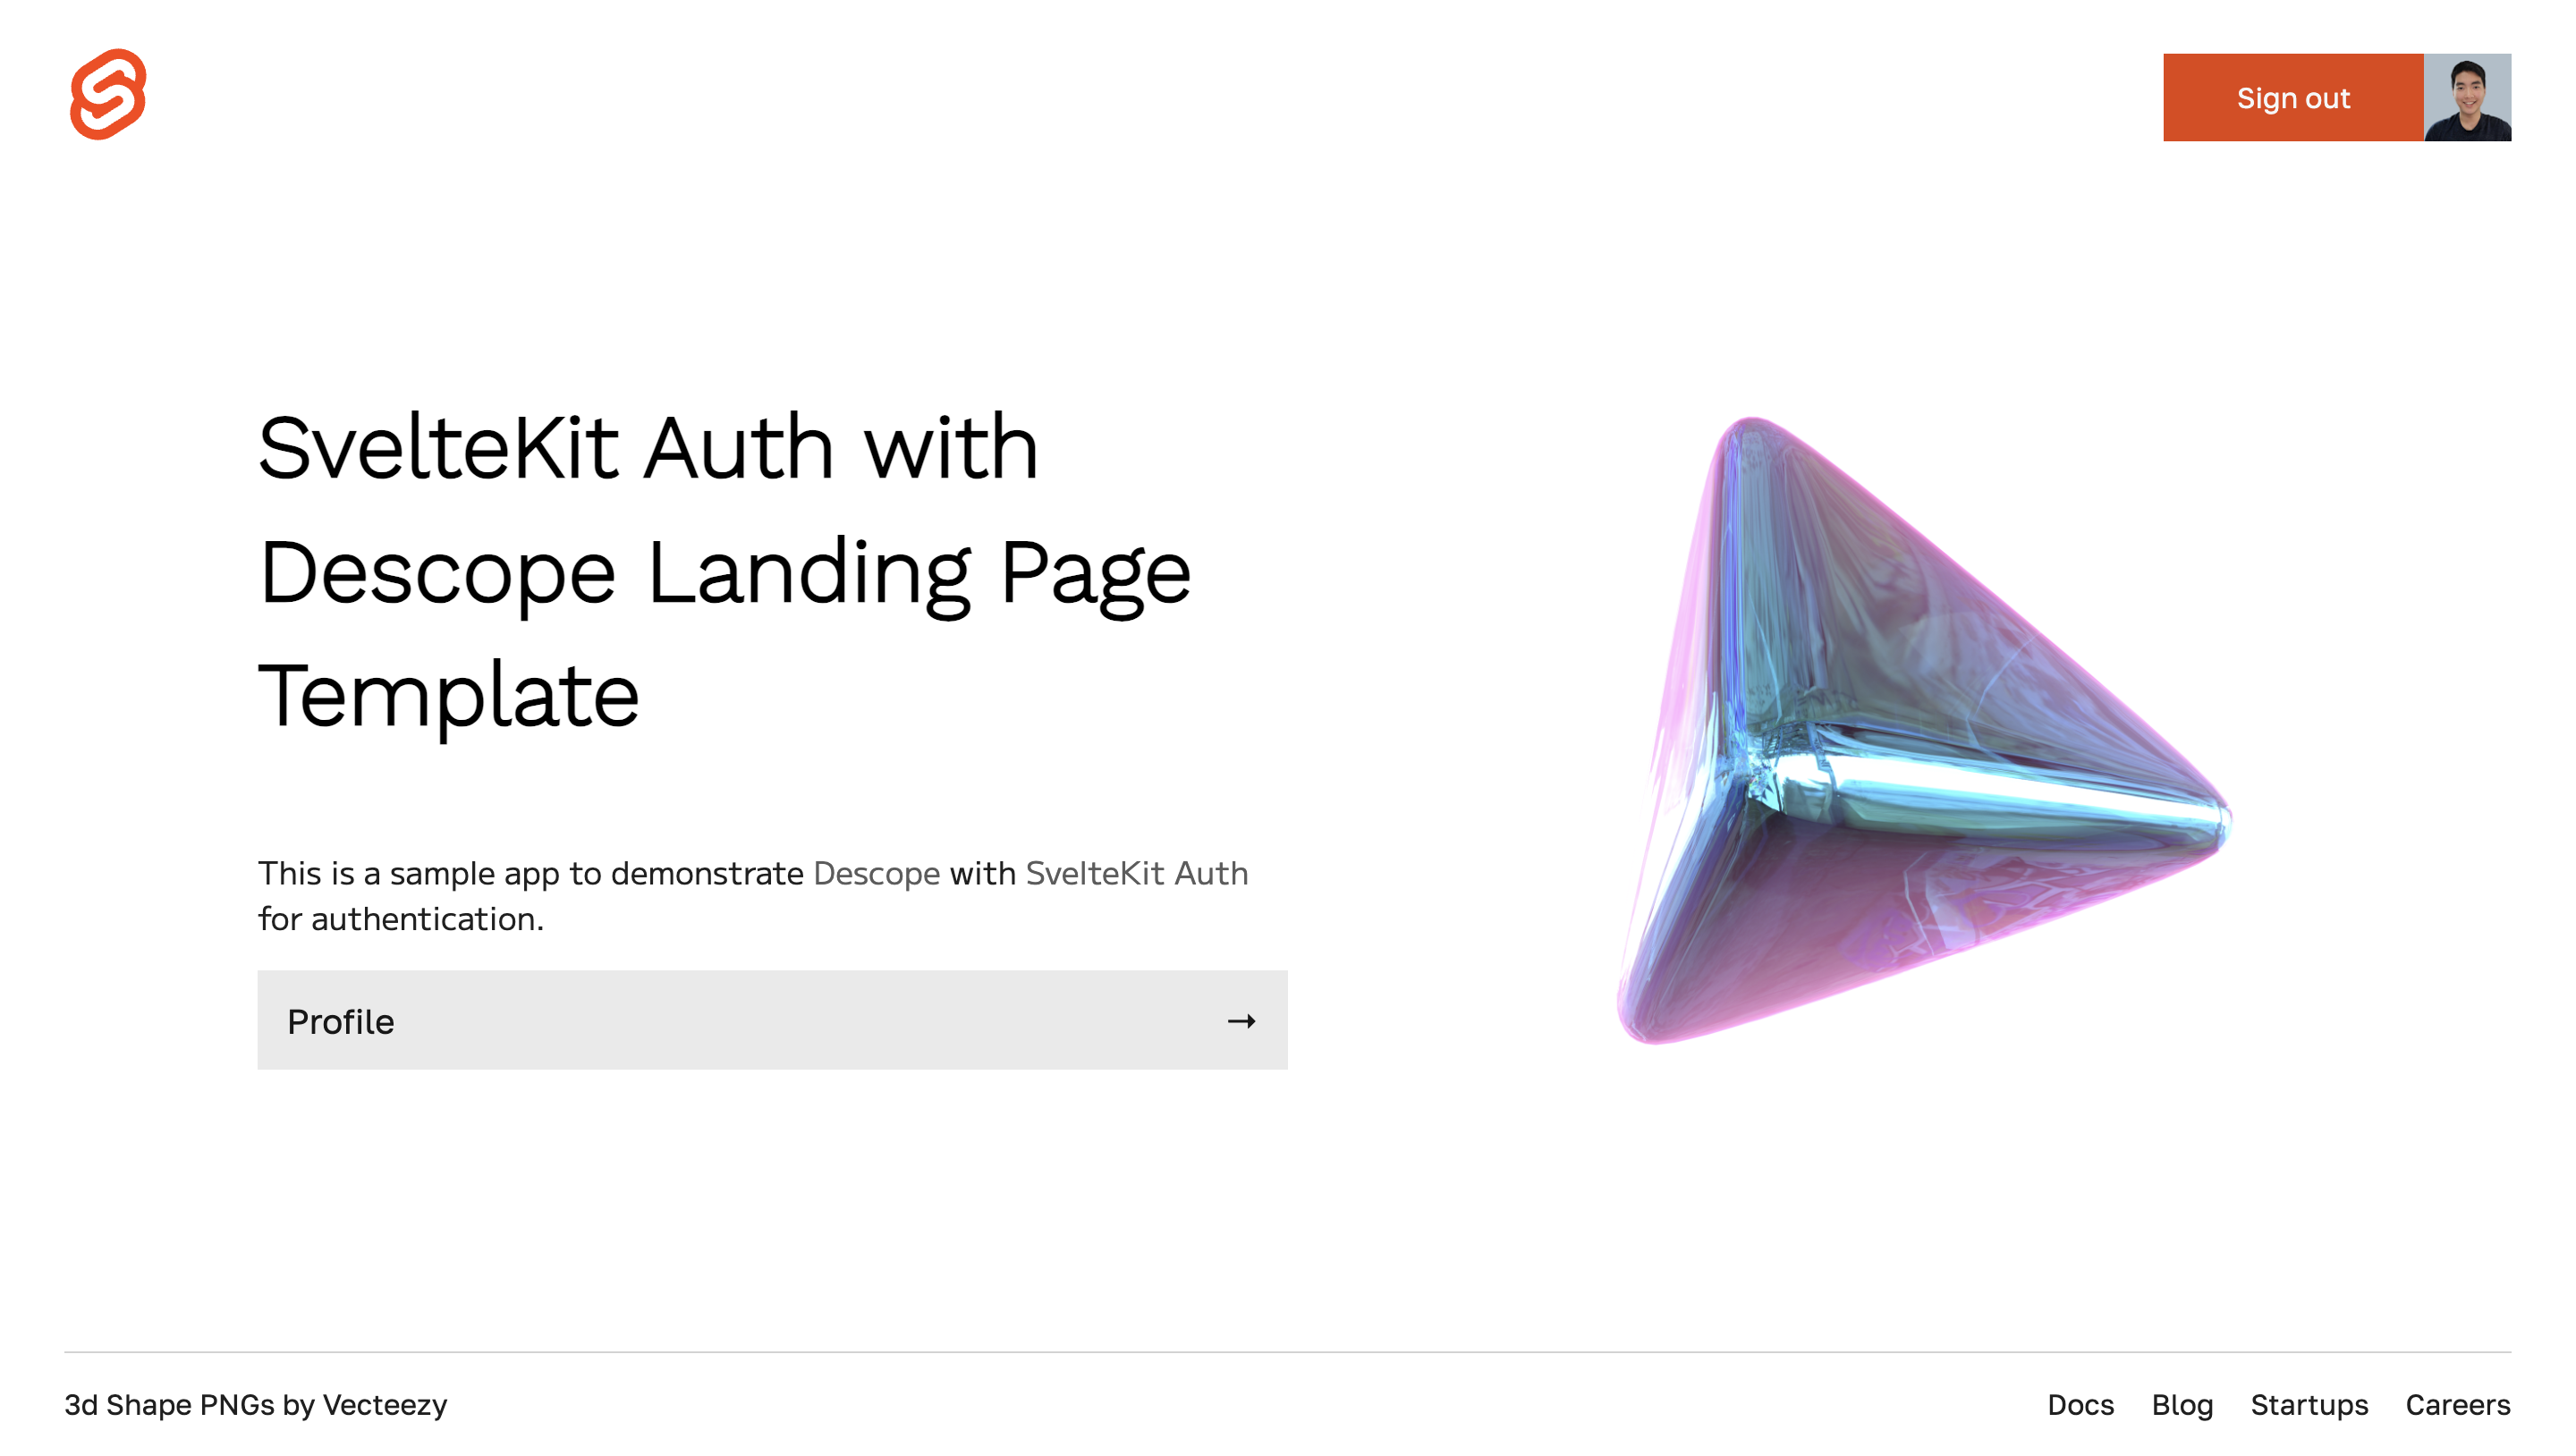 Sign out
SvelteKit Auth with
Descope Landing Page
Template
This is a sample app to demonstrate Descope with SvelteKit Auth
for authentication.
Profile →
3d Shape PNGs by Vecteezy
Docs Blog Startups Careers